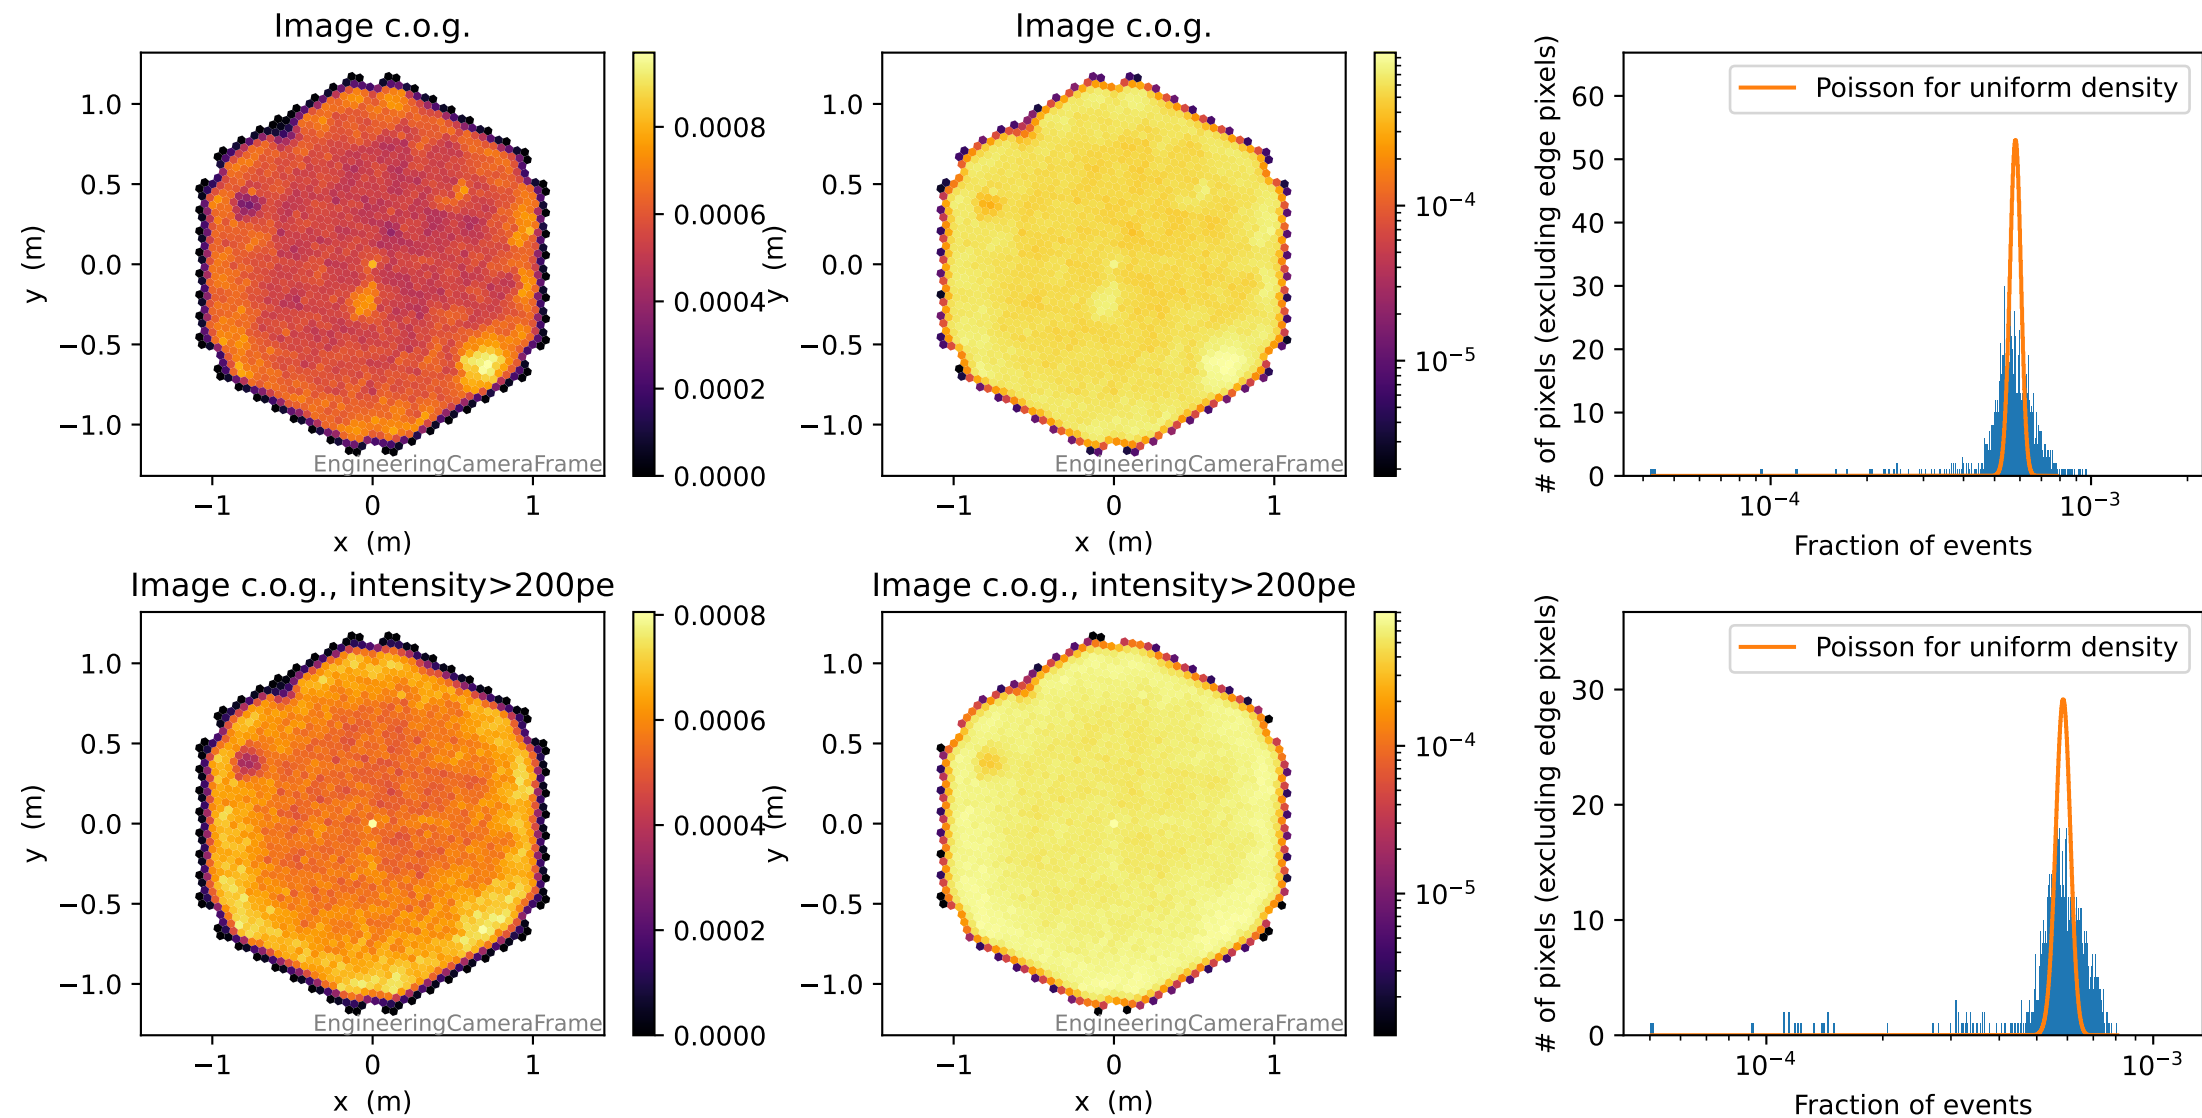 Image c.o.g.
1.0
0.5
0.0
−0.5
−1.0
y (m)
−1
0
1
x (m)
EngineeringCameraFrame
0.0008
0.0006
0.0004
0.0002
0.0000
Image c.o.g.
1.0
0.5
0.0
−0.5
−1.0
y (m)
−1
0
1
x (m)
EngineeringCameraFrame
10⁻⁴
10⁻⁵
# of pixels (excluding edge pixels)
60
50
40
30
20
10
0
Poisson for uniform density
10⁻⁴
10⁻³
Fraction of events
Image c.o.g., intensity>200pe
1.0
0.5
0.0
−0.5
−1.0
y (m)
−1
0
1
x (m)
EngineeringCameraFrame
0.0008
0.0006
0.0004
0.0002
0.0000
Image c.o.g., intensity>200pe
1.0
0.5
0.0
−0.5
−1.0
y (m)
−1
0
1
x (m)
EngineeringCameraFrame
10⁻⁴
10⁻⁵
# of pixels (excluding edge pixels)
30
20
10
0
Poisson for uniform density
10⁻⁴
10⁻³
Fraction of events